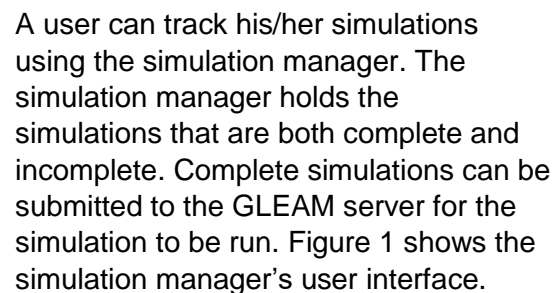 A user can track his/her simulations
using the simulation manager. The
simulation manager holds the
simulations that are both complete and
incomplete. Complete simulations can be
submitted to the GLEAM server for the
simulation to be run. Figure 1 shows the
simulation manager's user interface.